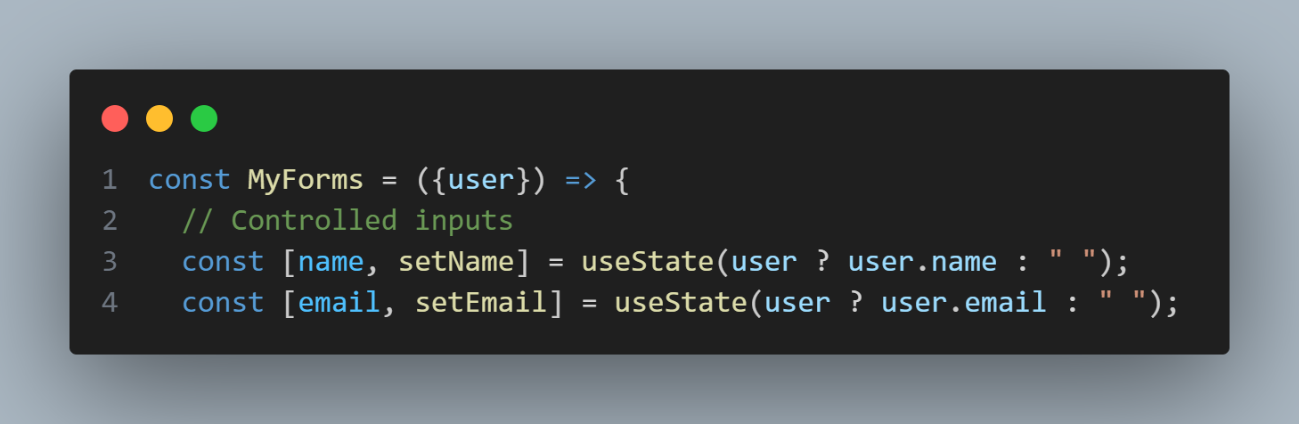 1 const MyForms = ({user}) => {
2 // Controlled inputs
3 const [name, setName] = useState(user ? user.name : " ");
4 const [email, setEmail] = useState(user ? user.email : " ");